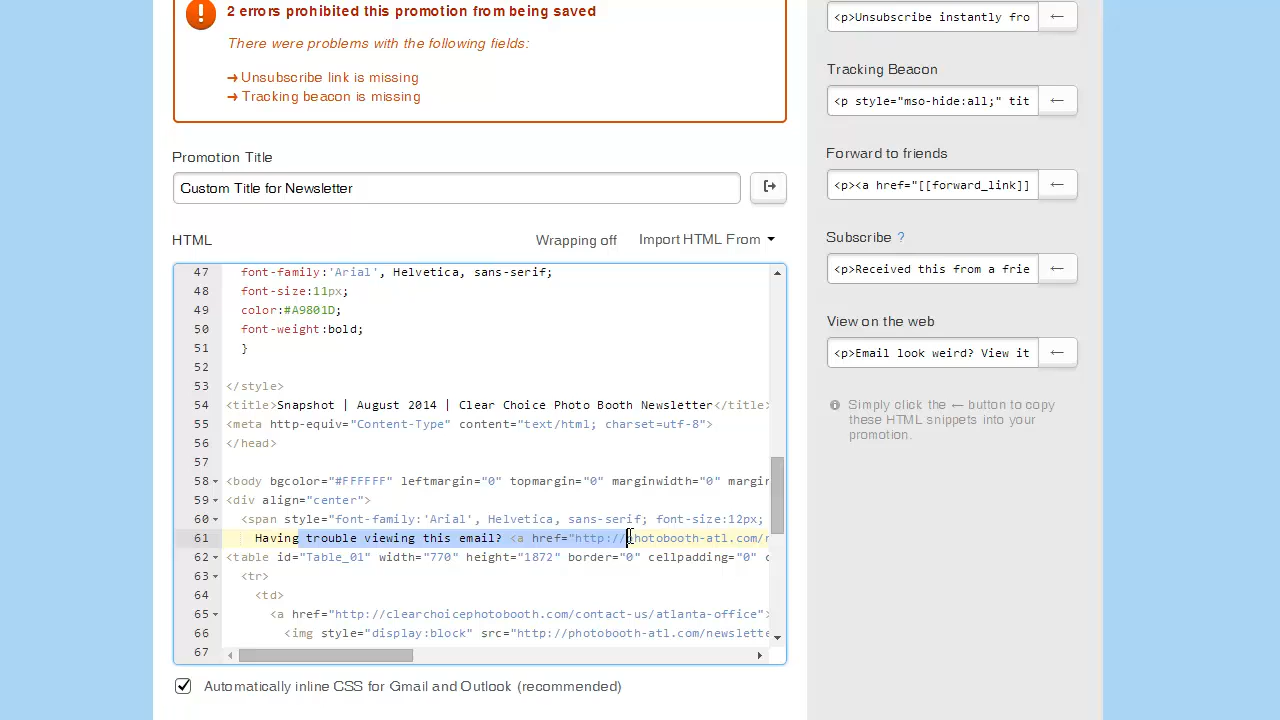 2 errors prohibited this promotion from being saved
There were problems with the following fields:
→ Unsubscribe link is missing
→ Tracking beacon is missing
Promotion Title
Custom Title for Newsletter
HTML
Wrapping off
Import HTML From
47 font-family:'Arial', Helvetica, sans-serif;
48 font-size:11px;
49 color:#A9801D;
50 font-weight:bold;
51 }
52
53 </style>
54 <title>Snapshot | August 2014 | Clear Choice Photo Booth Newsletter</title>
55 <meta http-equiv="Content-Type" content="text/html; charset=utf-8">
56 </head>
57
58 <body bgcolor="#FFFFFF" leftmargin="0" topmargin="0" marginwidth="0" margin
59 <div align="center">
60 <span style="font-family:'Arial', Helvetica, sans-serif; font-size:12px;
61 Having trouble viewing this email? <a href="http://photobooth-atl.com/
62 <table id="Table_01" width="770" height="1872" border="0" cellpadding="0" c
63 <tr>
64 <td>
65 <a href="http://clearchoicephotobooth.com/contact-us/atlanta-office">
66 <img style="display:block" src="http://photobooth-atl.com/newslette
67
Automatically inline CSS for Gmail and Outlook (recommended)
<p>Unsubscribe instantly fro
←
Tracking Beacon
<p style="mso-hide:all;" tit
←
Forward to friends
<p><a href="[[forward_link]]
←
Subscribe ?
<p>Received this from a frie
←
View on the web
<p>Email look weird? View it
←
Simply click the ← button to copy
these HTML snippets into your
promotion.